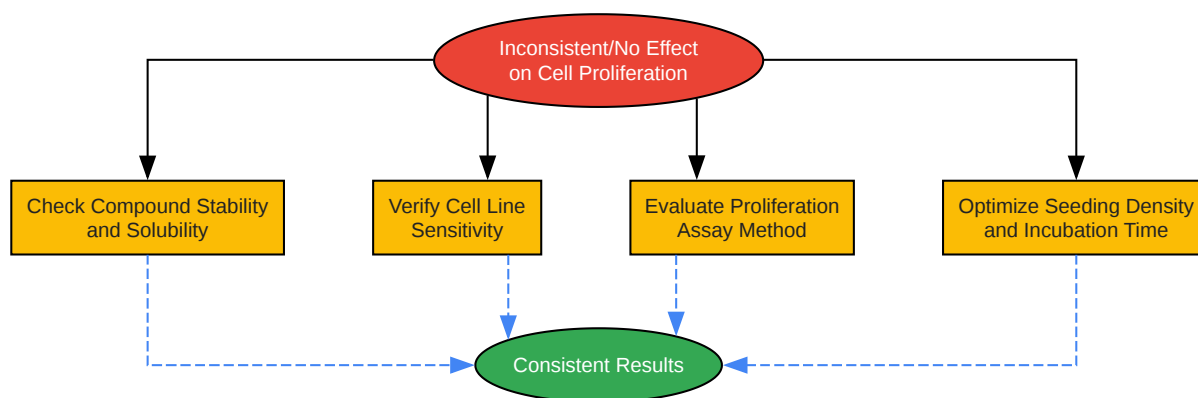 Inconsistent/No Effect
on Cell Proliferation
Check Compound Stability
and Solubility
Verify Cell Line
Sensitivity
Evaluate Proliferation
Assay Method
Optimize Seeding Density
and Incubation Time
Consistent Results